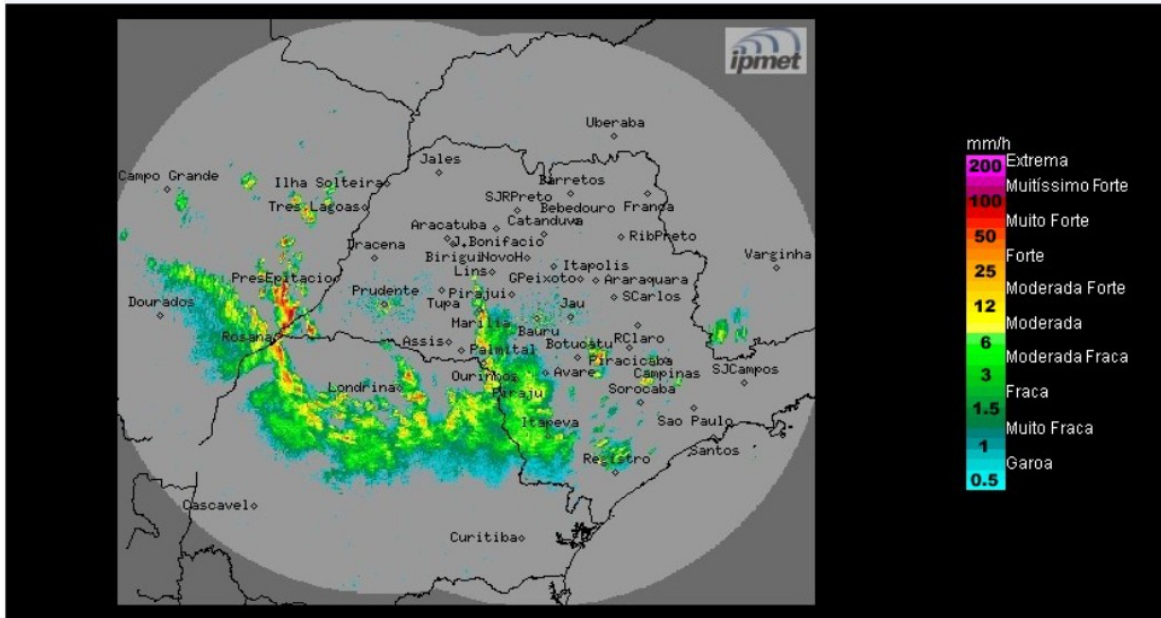 ipmet
Uberaba
Jales
Campo Grande
Ilha Solteira
Barretos
Tres Lagoas
SJRPreto
Bebedouro
Franca
Catanduva
Aracatuba
RibPreto
Dracena
J.Bonifacio
Varginha
Birigui
NovoH
Itapolis
Lins
GPeixoto
Araraquara
PresEpitacio
Prudente
Tupa
Pirajui
SCarlos
Dourados
Jau
Marilia
Bauru
Rosana
Assis
Botucatu
RClaro
Palmital
Piracicaba
Ourinhos
Avare
Campinas
SJCampos
Londrina
Piraju
Sorocaba
Itapeva
Sao Paulo
Registro
Santos
Cascavel
Curitiba
mm/h
200 Extrema
Muitíssimo Forte
100
Muito Forte
50
Forte
25
Moderada Forte
12
Moderada
6
Moderada Fraca
3
Fraca
1.5
Muito Fraca
1
Garoa
0.5